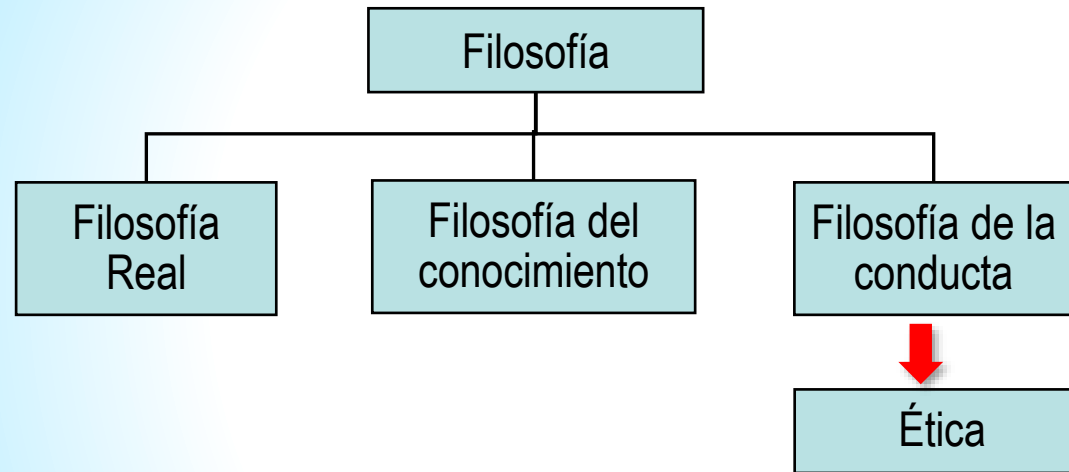 Filosofía
Filosofía
Real
Filosofía del
conocimiento
Filosofía de la
conducta
Ética